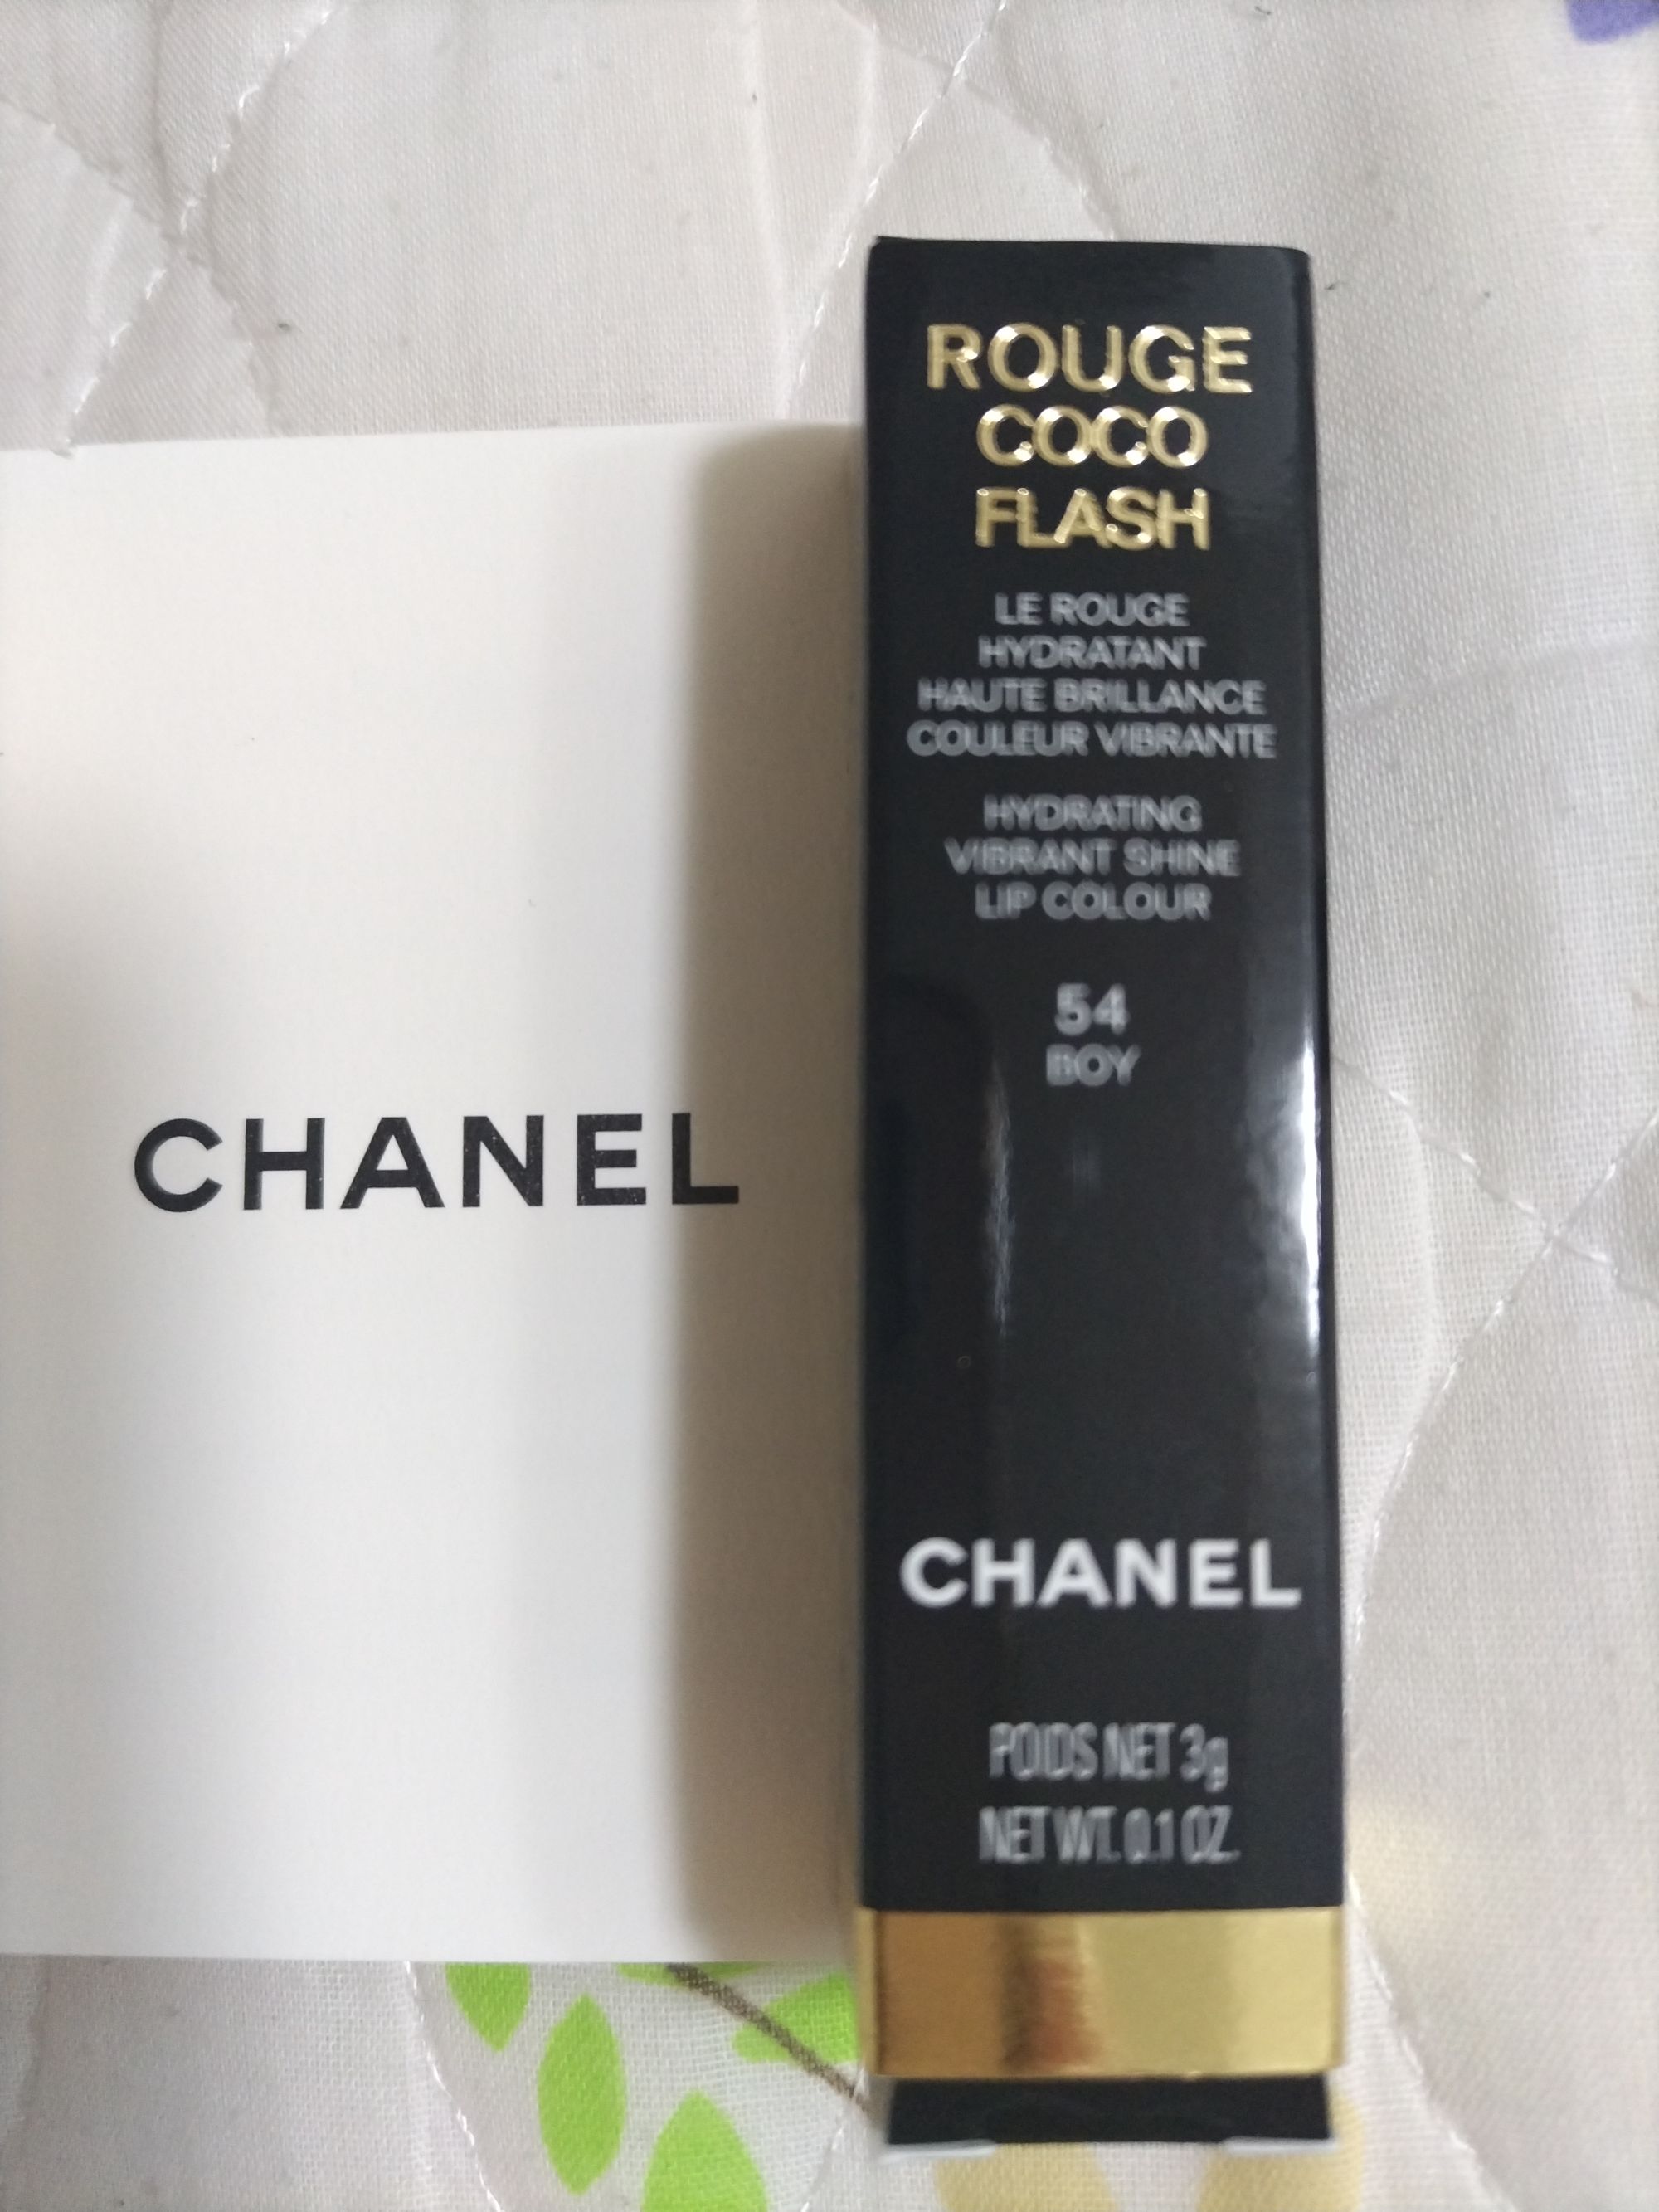 CHANEL
ROUGE
COCO
FLASH
LE ROUGE
HYDRATANT
HAUTE BRILLANCE
COULEUR VIBRANTE
HYDRATING
VIBRANT SHINE
LIP COLOUR
54
BOY
CHANEL
POIDS NET 3g
NET WT. 0.1 OZ.